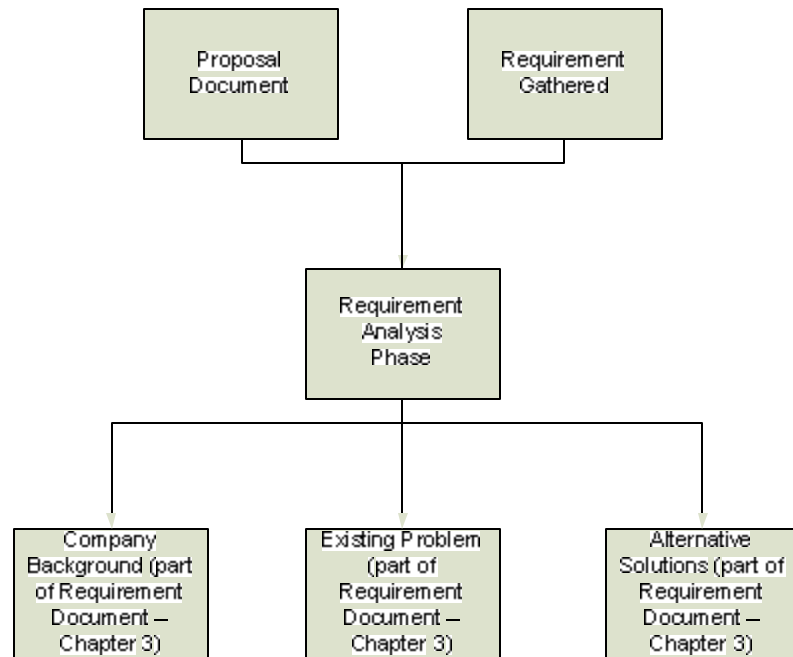 Proposal
Document
Requirement
Gathered
Requirement
Analysis
Phase
Company
Background (part
of Requirement
Document –
Chapter 3)
Existing Problem
(part of
Requirement
Document –
Chapter 3)
Alternative
Solutions (part of
Requirement
Document –
Chapter 3)